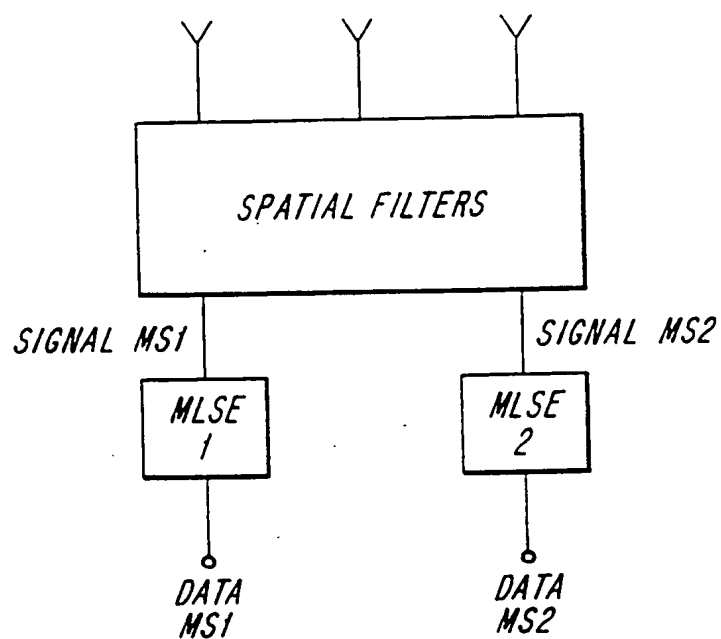 SPATIAL FILTERS
SIGNAL MS1
SIGNAL MS2
MLSE
1
MLSE
2
DATA
MS1
DATA
MS2